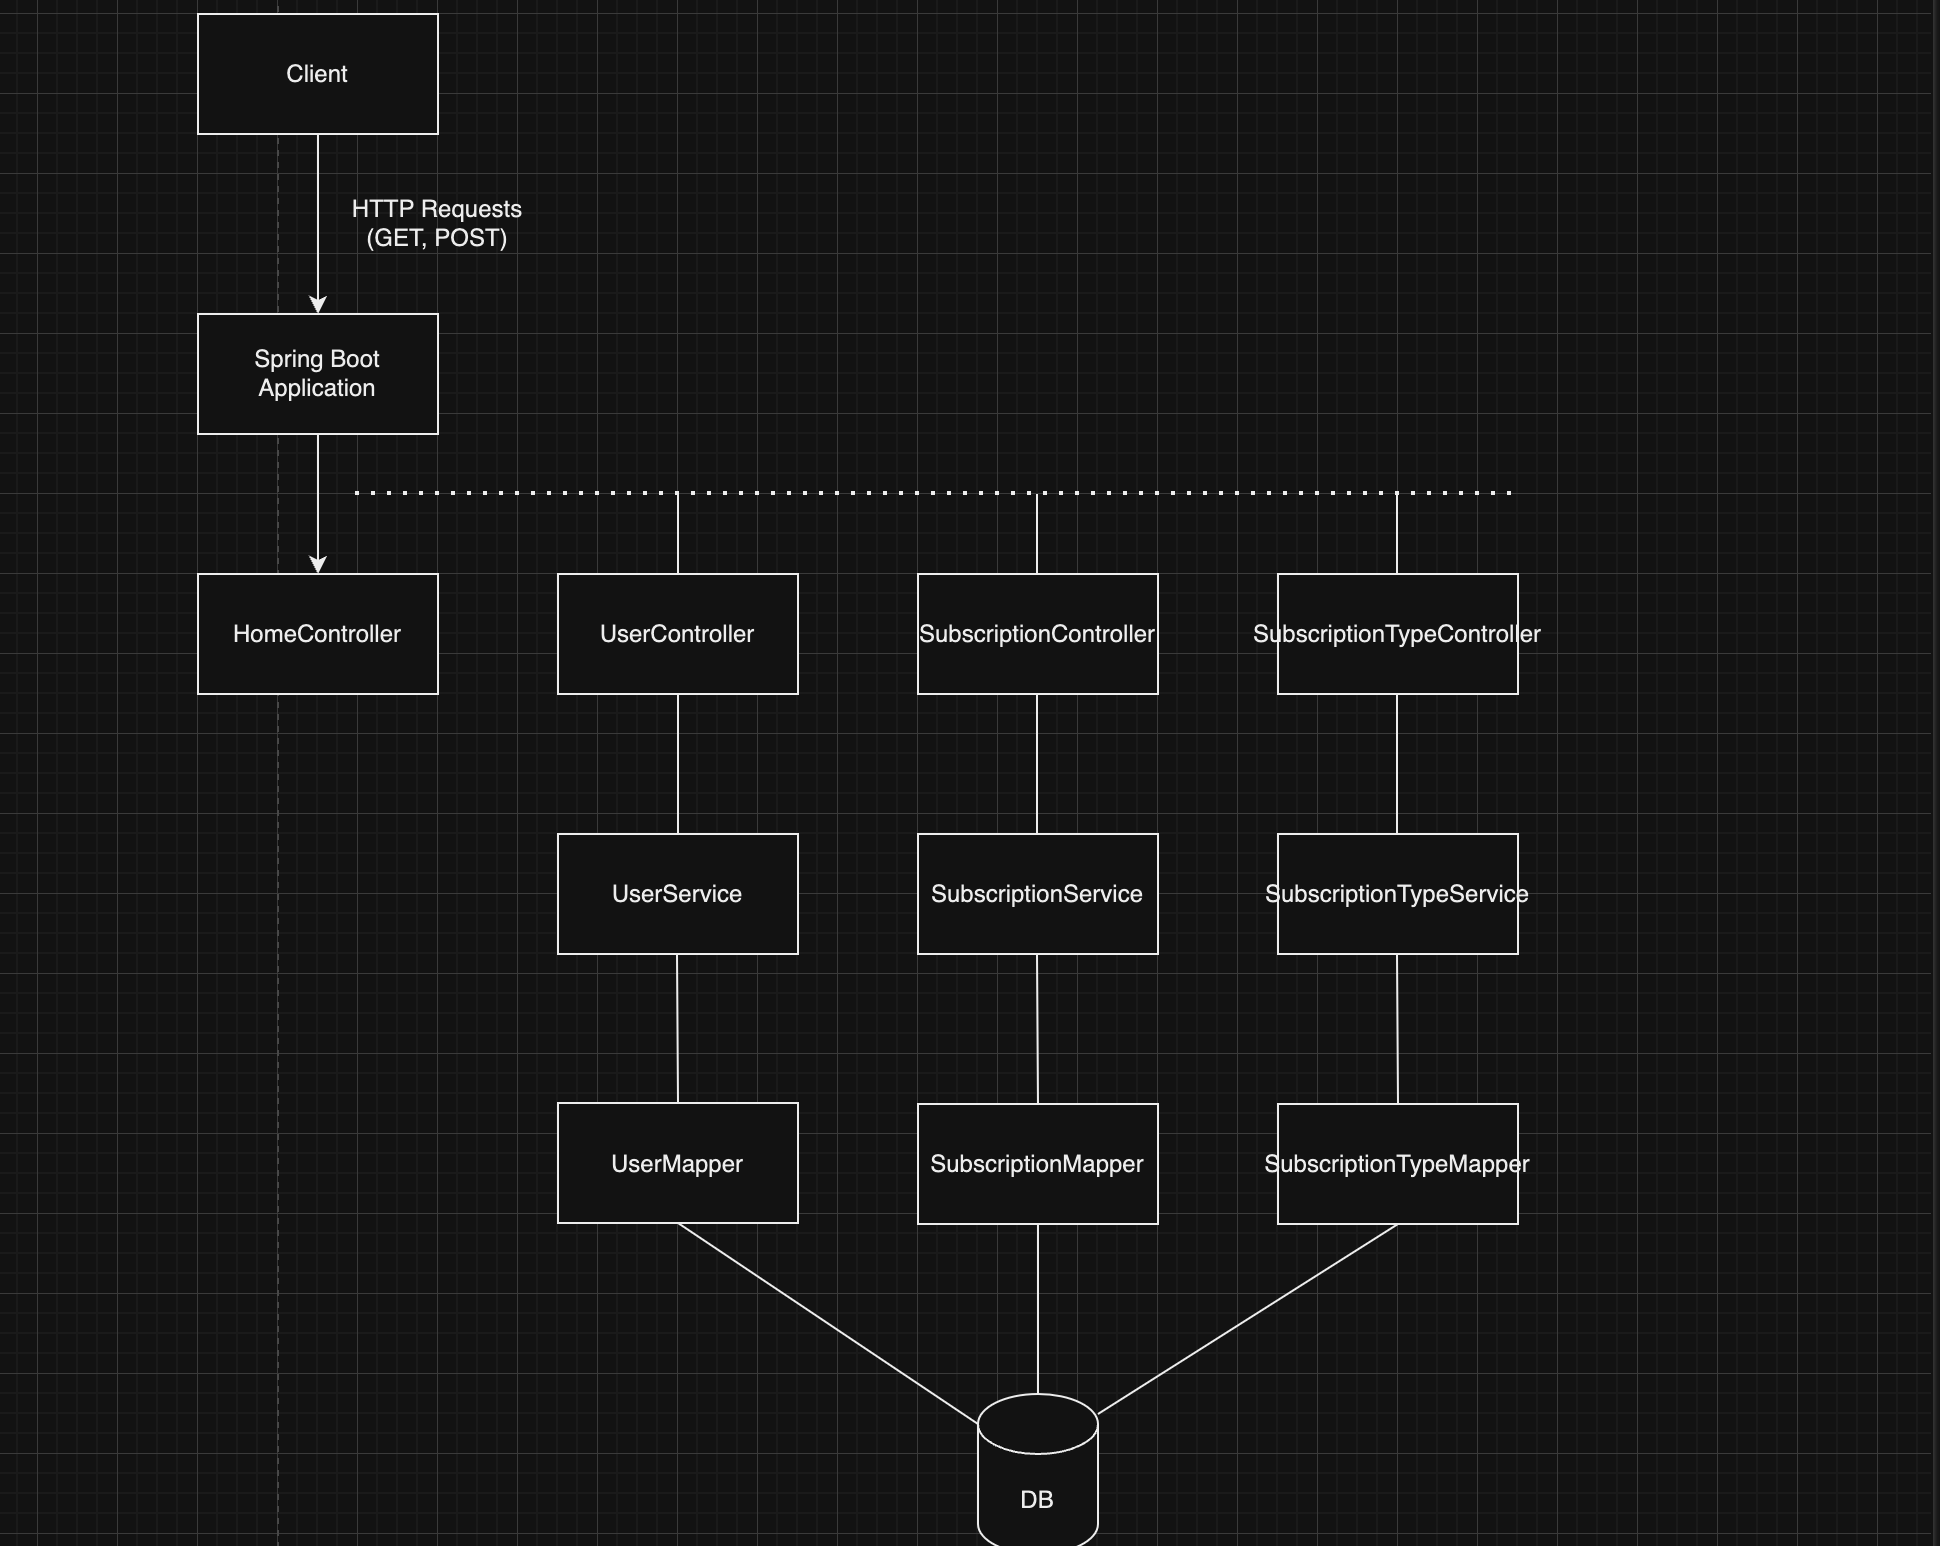 Client
HTTP Requests
(GET, POST)
Spring Boot
Application
HomeController
UserController
SubscriptionController
SubscriptionTypeController
UserService
SubscriptionService
SubscriptionTypeService
UserMapper
SubscriptionMapper
SubscriptionTypeMapper
DB